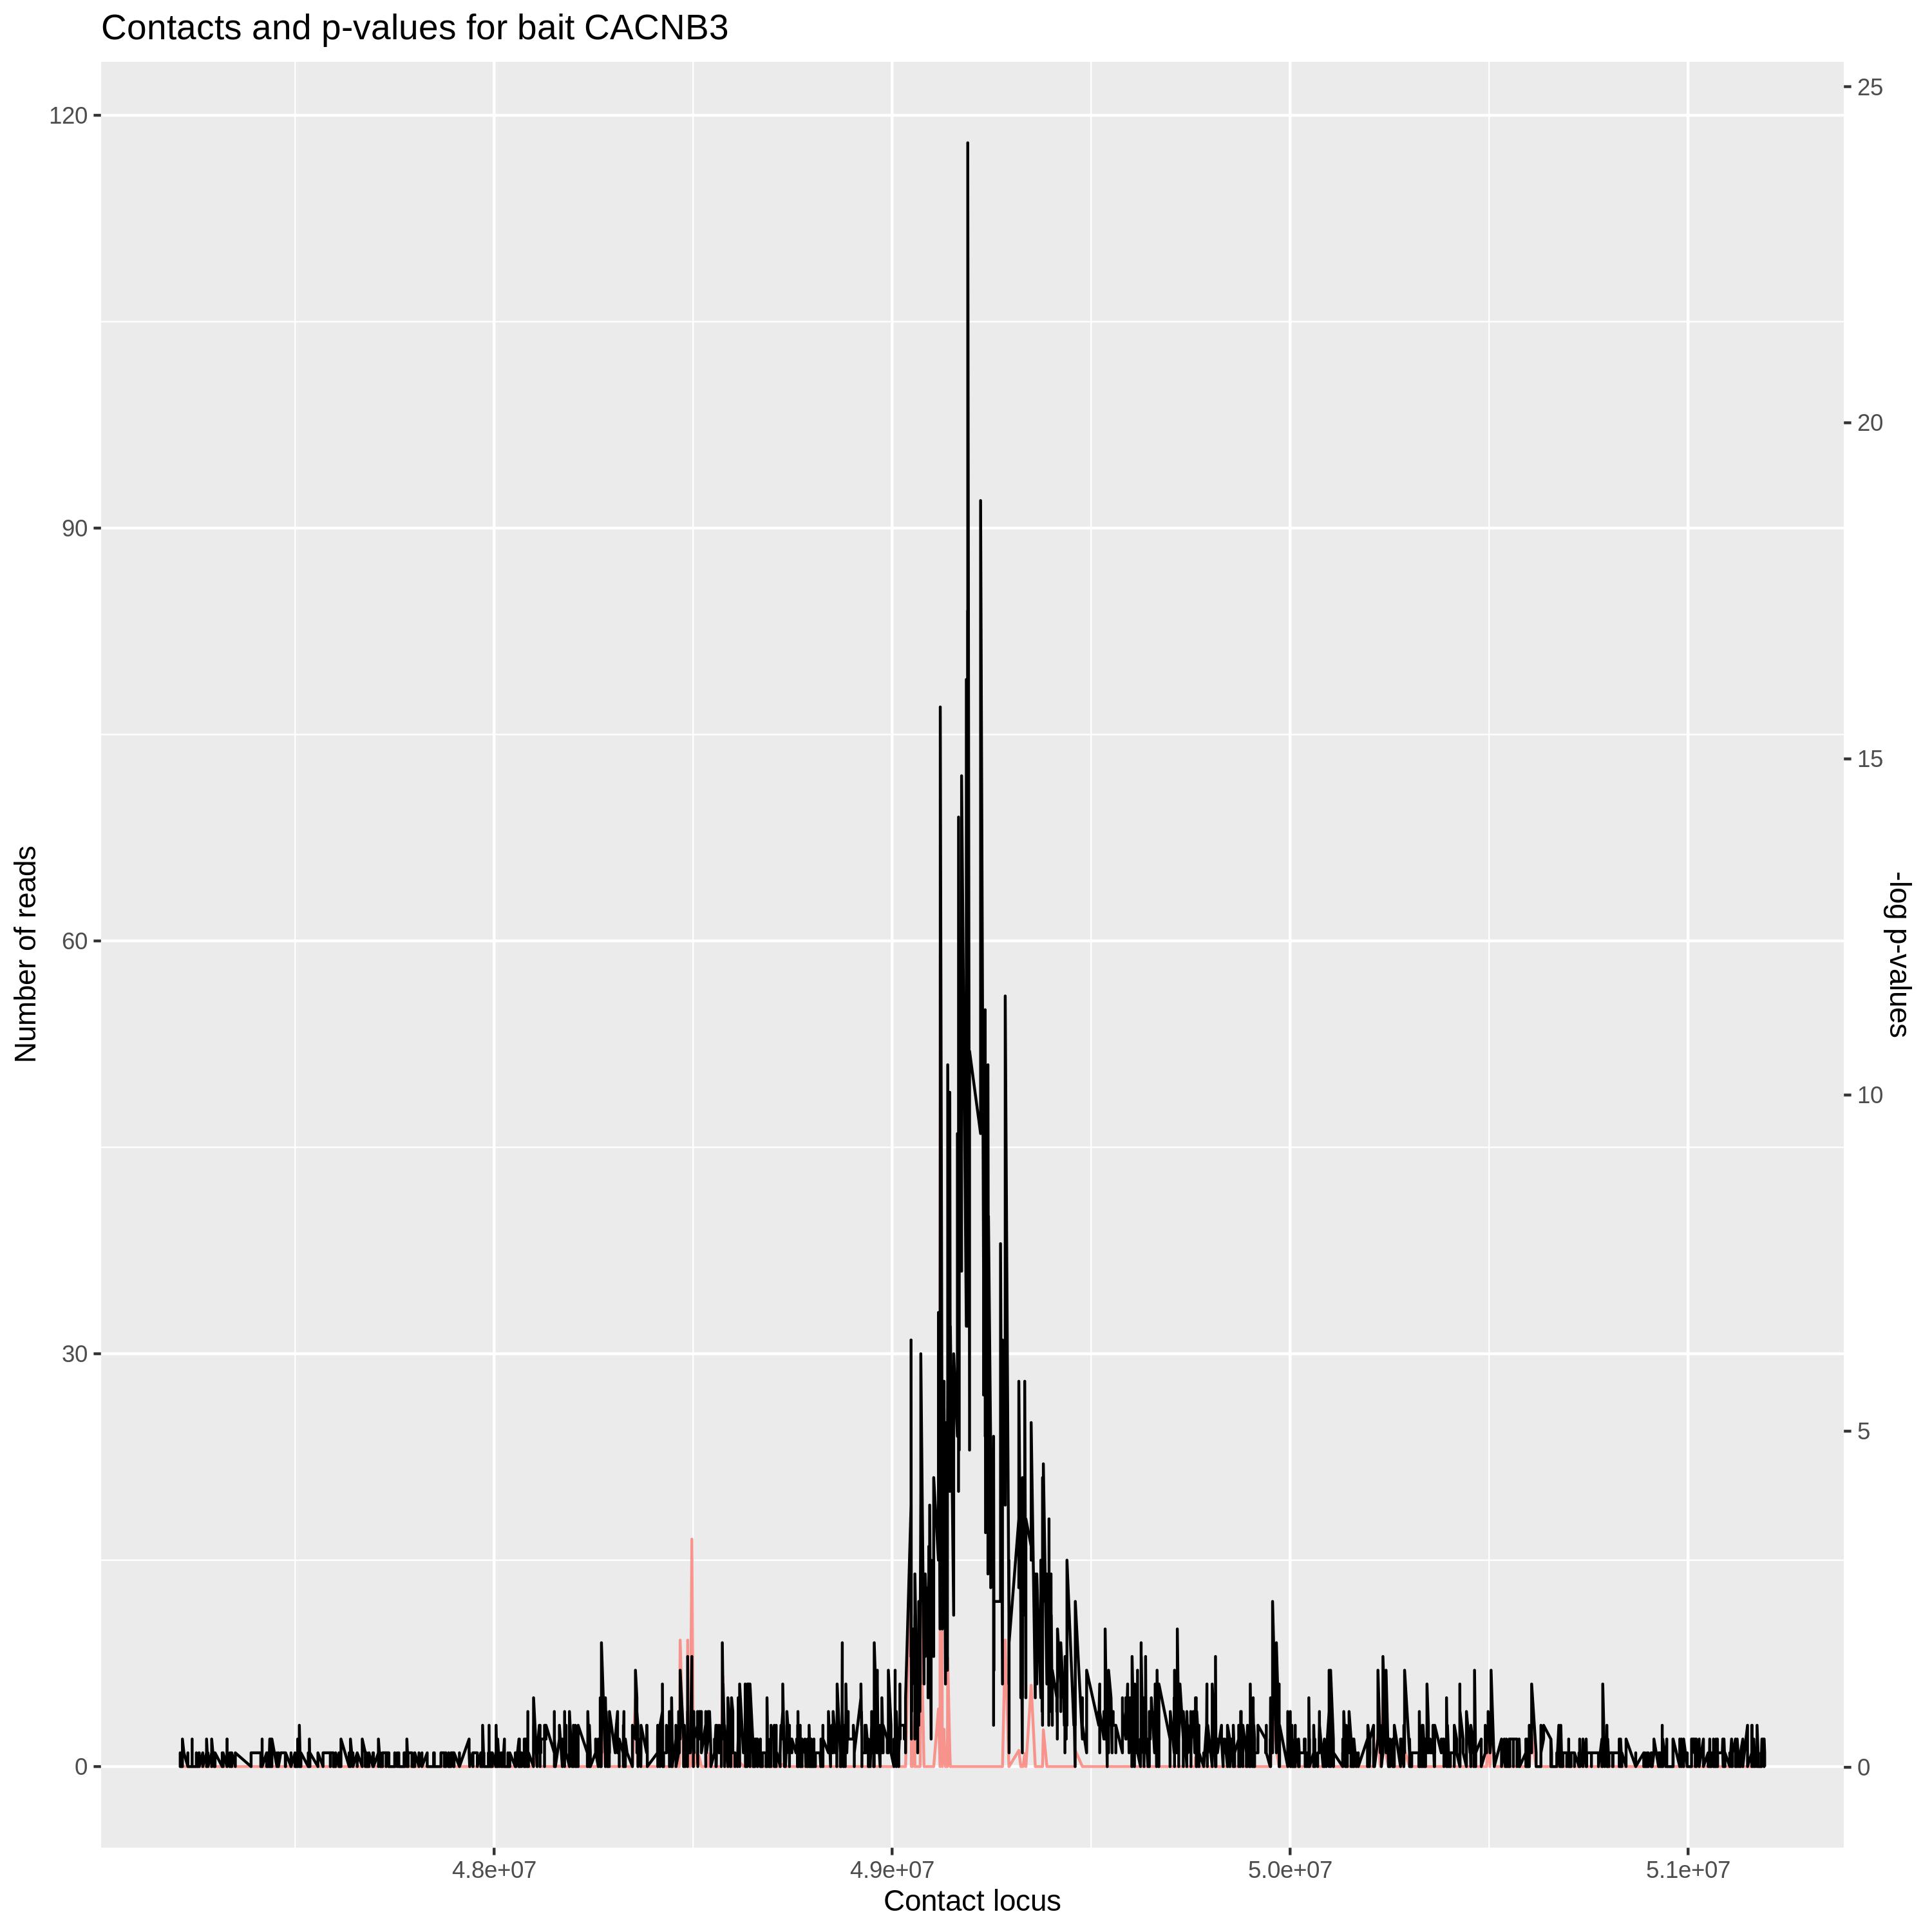 Contacts and p-values for bait CACNB3
120
90
60
30
0
Number of reads
25
20
15
10
5
0
-log p-values
4.8e+07
4.9e+07
5.0e+07
5.1e+07
Contact locus